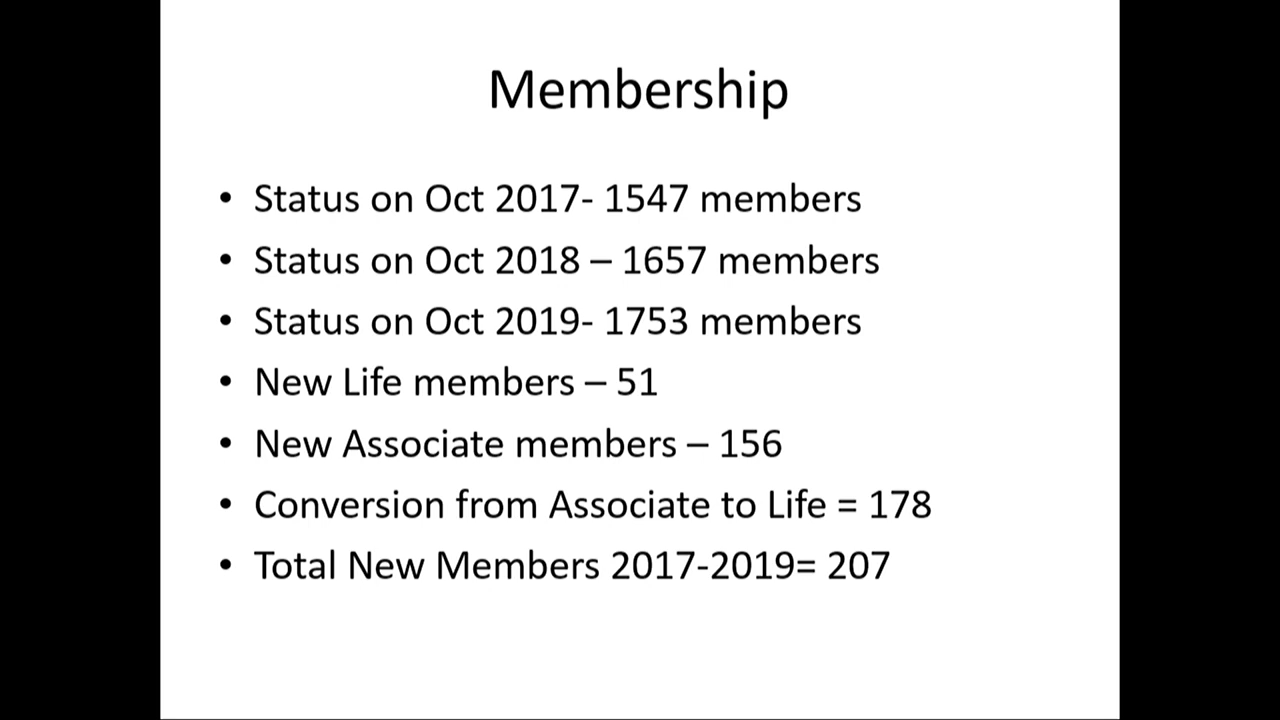 Membership
• Status on Oct 2017- 1547 members
• Status on Oct 2018 – 1657 members
• Status on Oct 2019- 1753 members
• New Life members – 51
• New Associate members – 156
• Conversion from Associate to Life = 178
• Total New Members 2017-2019= 207